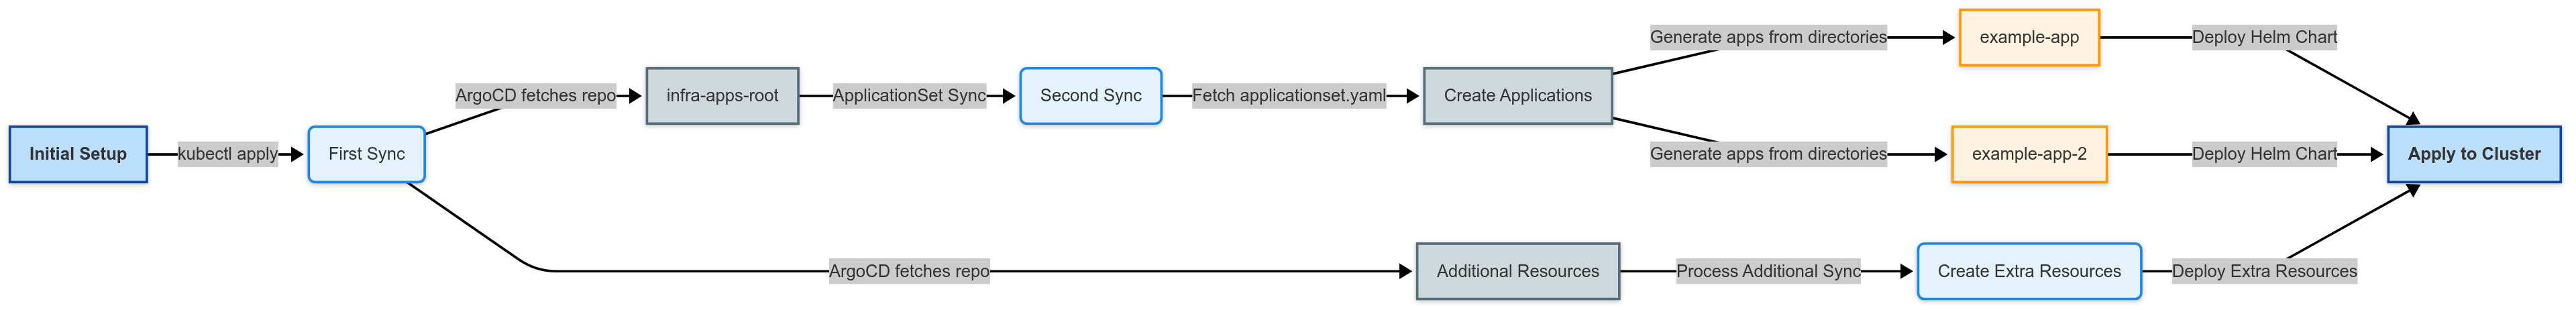 Initial Setup
kubectl apply
First Sync
ArgoCD fetches repo
infra-apps-root
ApplicationSet Sync
Second Sync
Fetch applicationset.yaml
Create Applications
Generate apps from directories
example-app
Deploy Helm Chart
Generate apps from directories
example-app-2
Deploy Helm Chart
Apply to Cluster
ArgoCD fetches repo
Additional Resources
Process Additional Sync
Create Extra Resources
Deploy Extra Resources